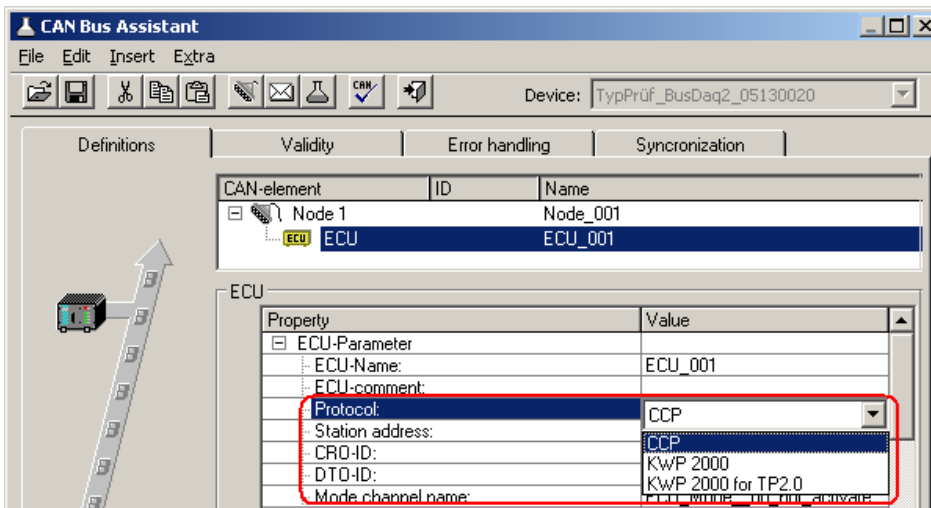 CAN Bus Assistant
File Edit Insert Extra
CAN Device: TypPrüf_BusDaq2_05130020
Definitions Validity Error handling Syncronization
CAN-element ID Name
Node 1 Node_001
ECU ECU ECU_001
ECU
Property Value
ECU-Parameter
ECU-Name: ECU_001
ECU-comment:
Protocol: CCP
Station address: CCP
CRO-ID: KWP 2000
DTO-ID: KWP 2000 for TP2.0
Mode channel name: